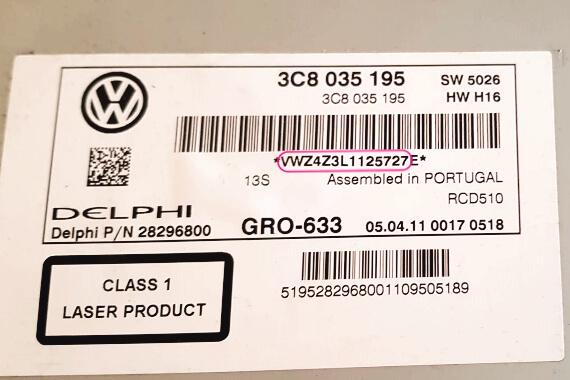 3C8 035 195 SW 5026
3C8 035 195 HW H16
*VWZ4Z3L1125727E*
13S Assembled in PORTUGAL
RCD510
DELPHI
Delphi P/N 28296800 GRO-633 05.04.11 0017 0518
CLASS 1
LASER PRODUCT
5195282968001109505189